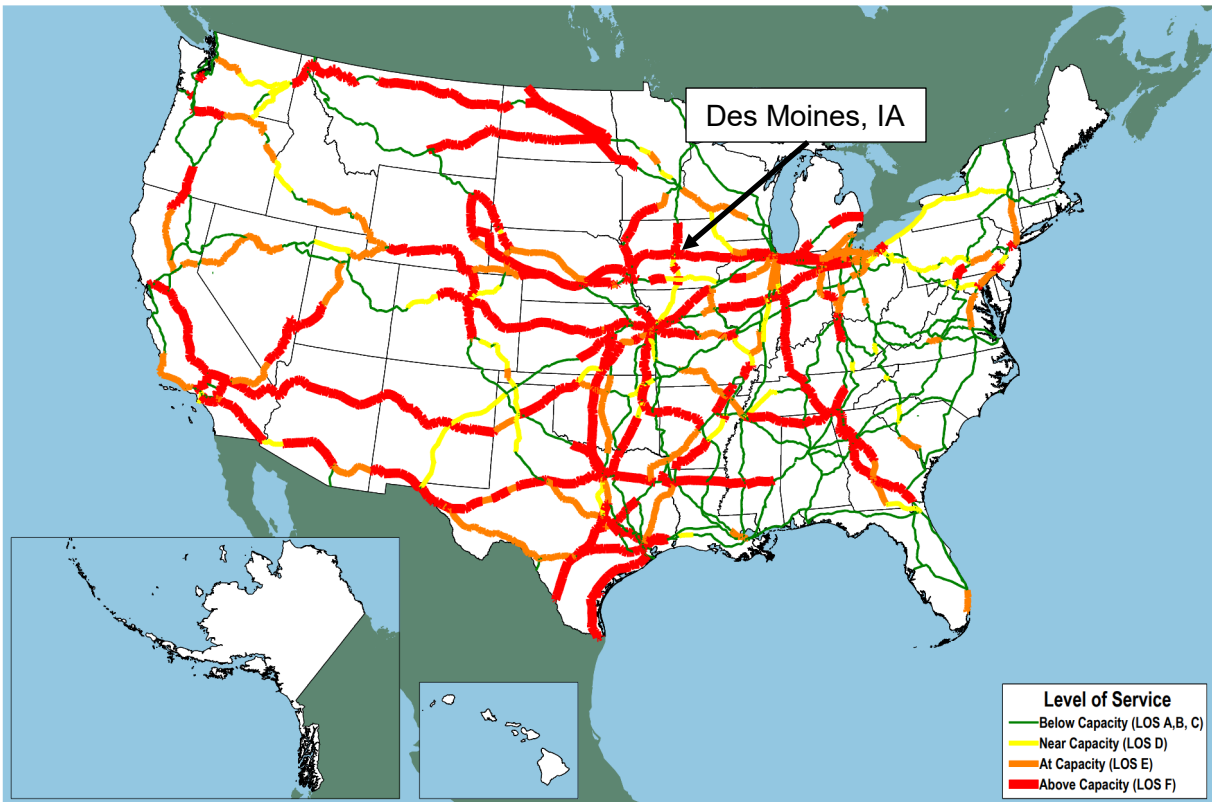 Des Moines, IA
Level of Service
Below Capacity (LOS A,B, C)
Near Capacity (LOS D)
At Capacity (LOS E)
Above Capacity (LOS F)